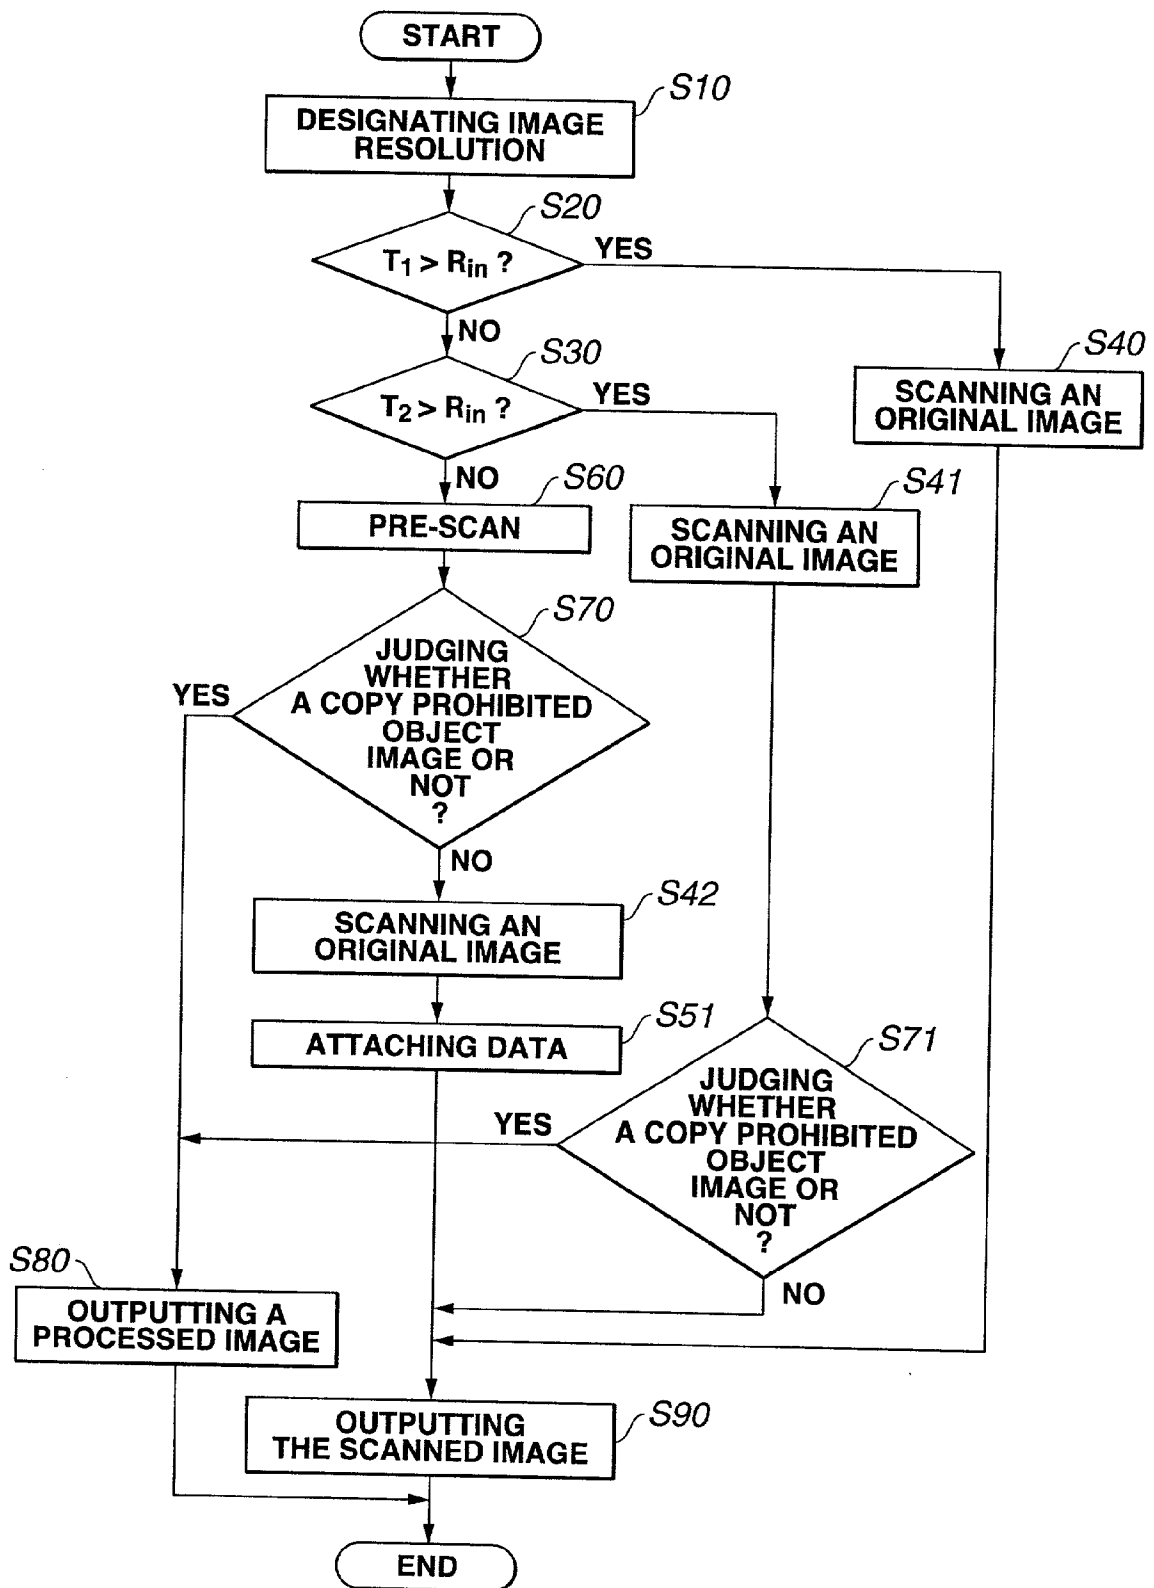 START
S10
DESIGNATING IMAGE
RESOLUTION
S20
T1 > Rin ?
YES
NO
S30
T2 > Rin ?
YES
NO
S40
SCANNING AN
ORIGINAL IMAGE
S41
SCANNING AN
ORIGINAL IMAGE
S60
PRE-SCAN
S70
JUDGING
WHETHER
A COPY PROHIBITED
OBJECT
IMAGE OR
NOT
?
YES
NO
S42
SCANNING AN
ORIGINAL IMAGE
S51
ATTACHING DATA
S71
JUDGING
WHETHER
A COPY PROHIBITED
OBJECT
IMAGE OR
NOT
?
YES
NO
S80
OUTPUTTING A
PROCESSED IMAGE
S90
OUTPUTTING
THE SCANNED IMAGE
END